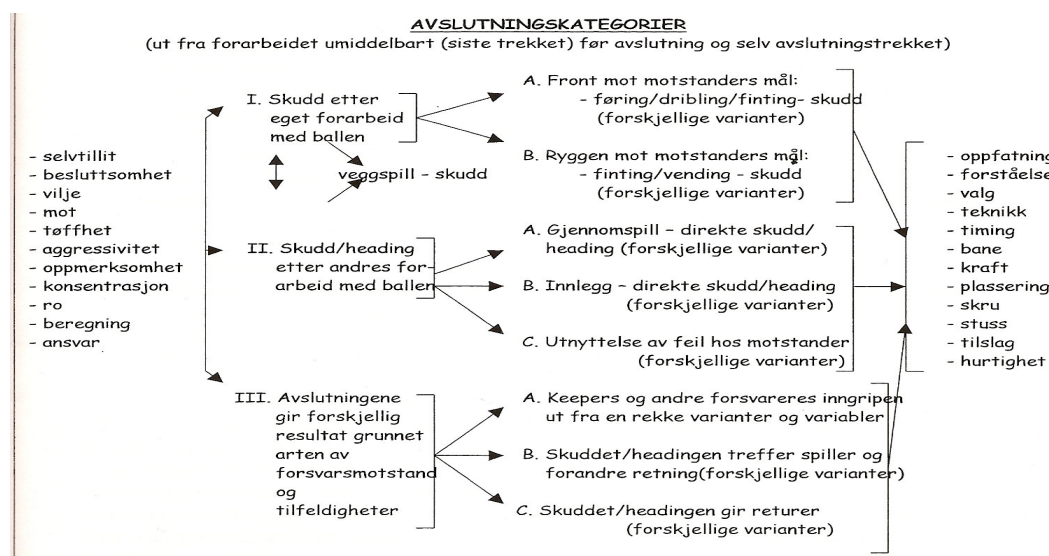 AVSLUTNINGSKATEGORIER
(ut fra forarbeidet umiddelbart (siste trekket) før avslutning og selv avslutningstrekket)
- selvtillit
- besluttsomhet
- vilje
- mot
- tøffhet
- aggressivitet
- oppmerksomhet
- konsentrasjon
- ro
- beregning
- ansvar
I. Skudd etter
eget forarbeid
med ballen
veggspill - skudd
II. Skudd/heading
etter andres for-
arbeid med ballen
III. Avslutningene
gir forskjellig
resultat grunnet
arten av
forsvarsmotstand
og
tilfeldigheter
A. Front mot motstanders mål:
- føring/dribling/finting- skudd
(forskjellige varianter)
B. Ryggen mot motstanders mål:
- finting/vending - skudd
(forskjellige varianter)
A. Gjennomspill - direkte skudd/
heading (forskjellige varianter)
B. Innlegg - direkte skudd/heading
(forskjellige varianter)
C. Utnyttelse av feil hos motstander
(forskjellige varianter)
A. Keepers og andre forsvareres inngripen
ut fra en rekke varianter og variabler
B. Skuddet/headingen treffer spiller og
forandre retning(forskjellige varianter)
C. Skuddet/headingen gir returer
(forskjellige varianter)
- oppfatning
- forståelse
- valg
- teknikk
- timing
- bane
- kraft
- plassering
- skru
- stuss
- tilslag
- hurtighet